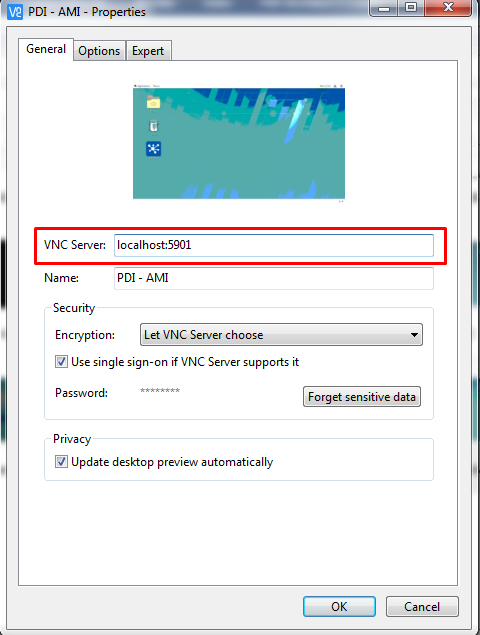 PDI - AMI - Properties
General Options Expert
VNC Server: localhost:5901
Name: PDI - AMI
Security
Encryption: Let VNC Server choose
Use single sign-on if VNC Server supports it
Password: ******** Forget sensitive data
Privacy
Update desktop preview automatically
OK Cancel